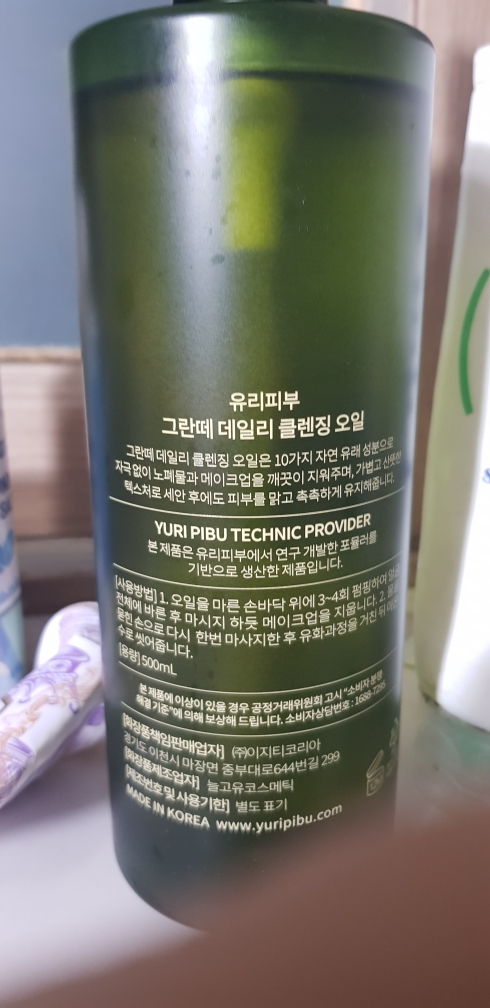 유리피부
그란떼 데일리 클렌징 오일
그란떼 데일리 클렌징 오일은 10가지 자연 유래 성분으로
자극 없이 노폐물과 메이크업을 깨끗이 지워주며, 가볍고 산뜻한
텍스처로 세안 후에도 피부를 맑고 촉촉하게 유지해줍니다.
YURI PIBU TECHNIC PROVIDER
본 제품은 유리피부에서 연구 개발한 포뮬러를
기반으로 생산한 제품입니다.
[사용방법] 1. 오일을 마른 손바닥 위에 3~4회 펌핑하여 얼굴
전체에 바른 후 마시지 하듯 메이크업을 지웁니다. 2. 물로
묻힌 손으로 다시 한번 마사지한 후 유화과정을 거친 뒤
수로 씻어줍니다.
[용량] 500mL
본 제품에 이상이 있을 경우 공정거래위원회 고시 "소비자 분쟁
해결 기준"에 의해 보상해 드립니다. 소비자상담번호 : 1688-7295
[화장품책임판매업자] (주)이지티코리아
경기도 이천시 마장면 중부대로644번길 299
[화장품제조업자] 늘고유코스메틱
[제조번호 및 사용기한] 별도 표기
MADE IN KOREA www.yuripibu.com